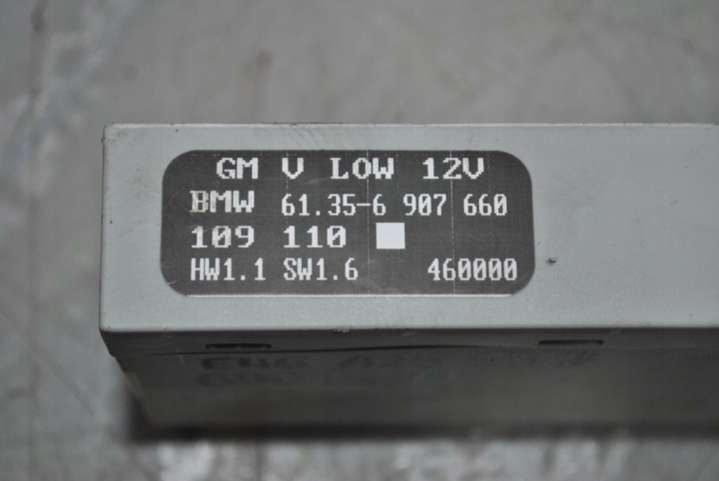 GM V LOW 12V
BMW 61.35-6 907 660
109 110
HW1.1 SW1.6 460000